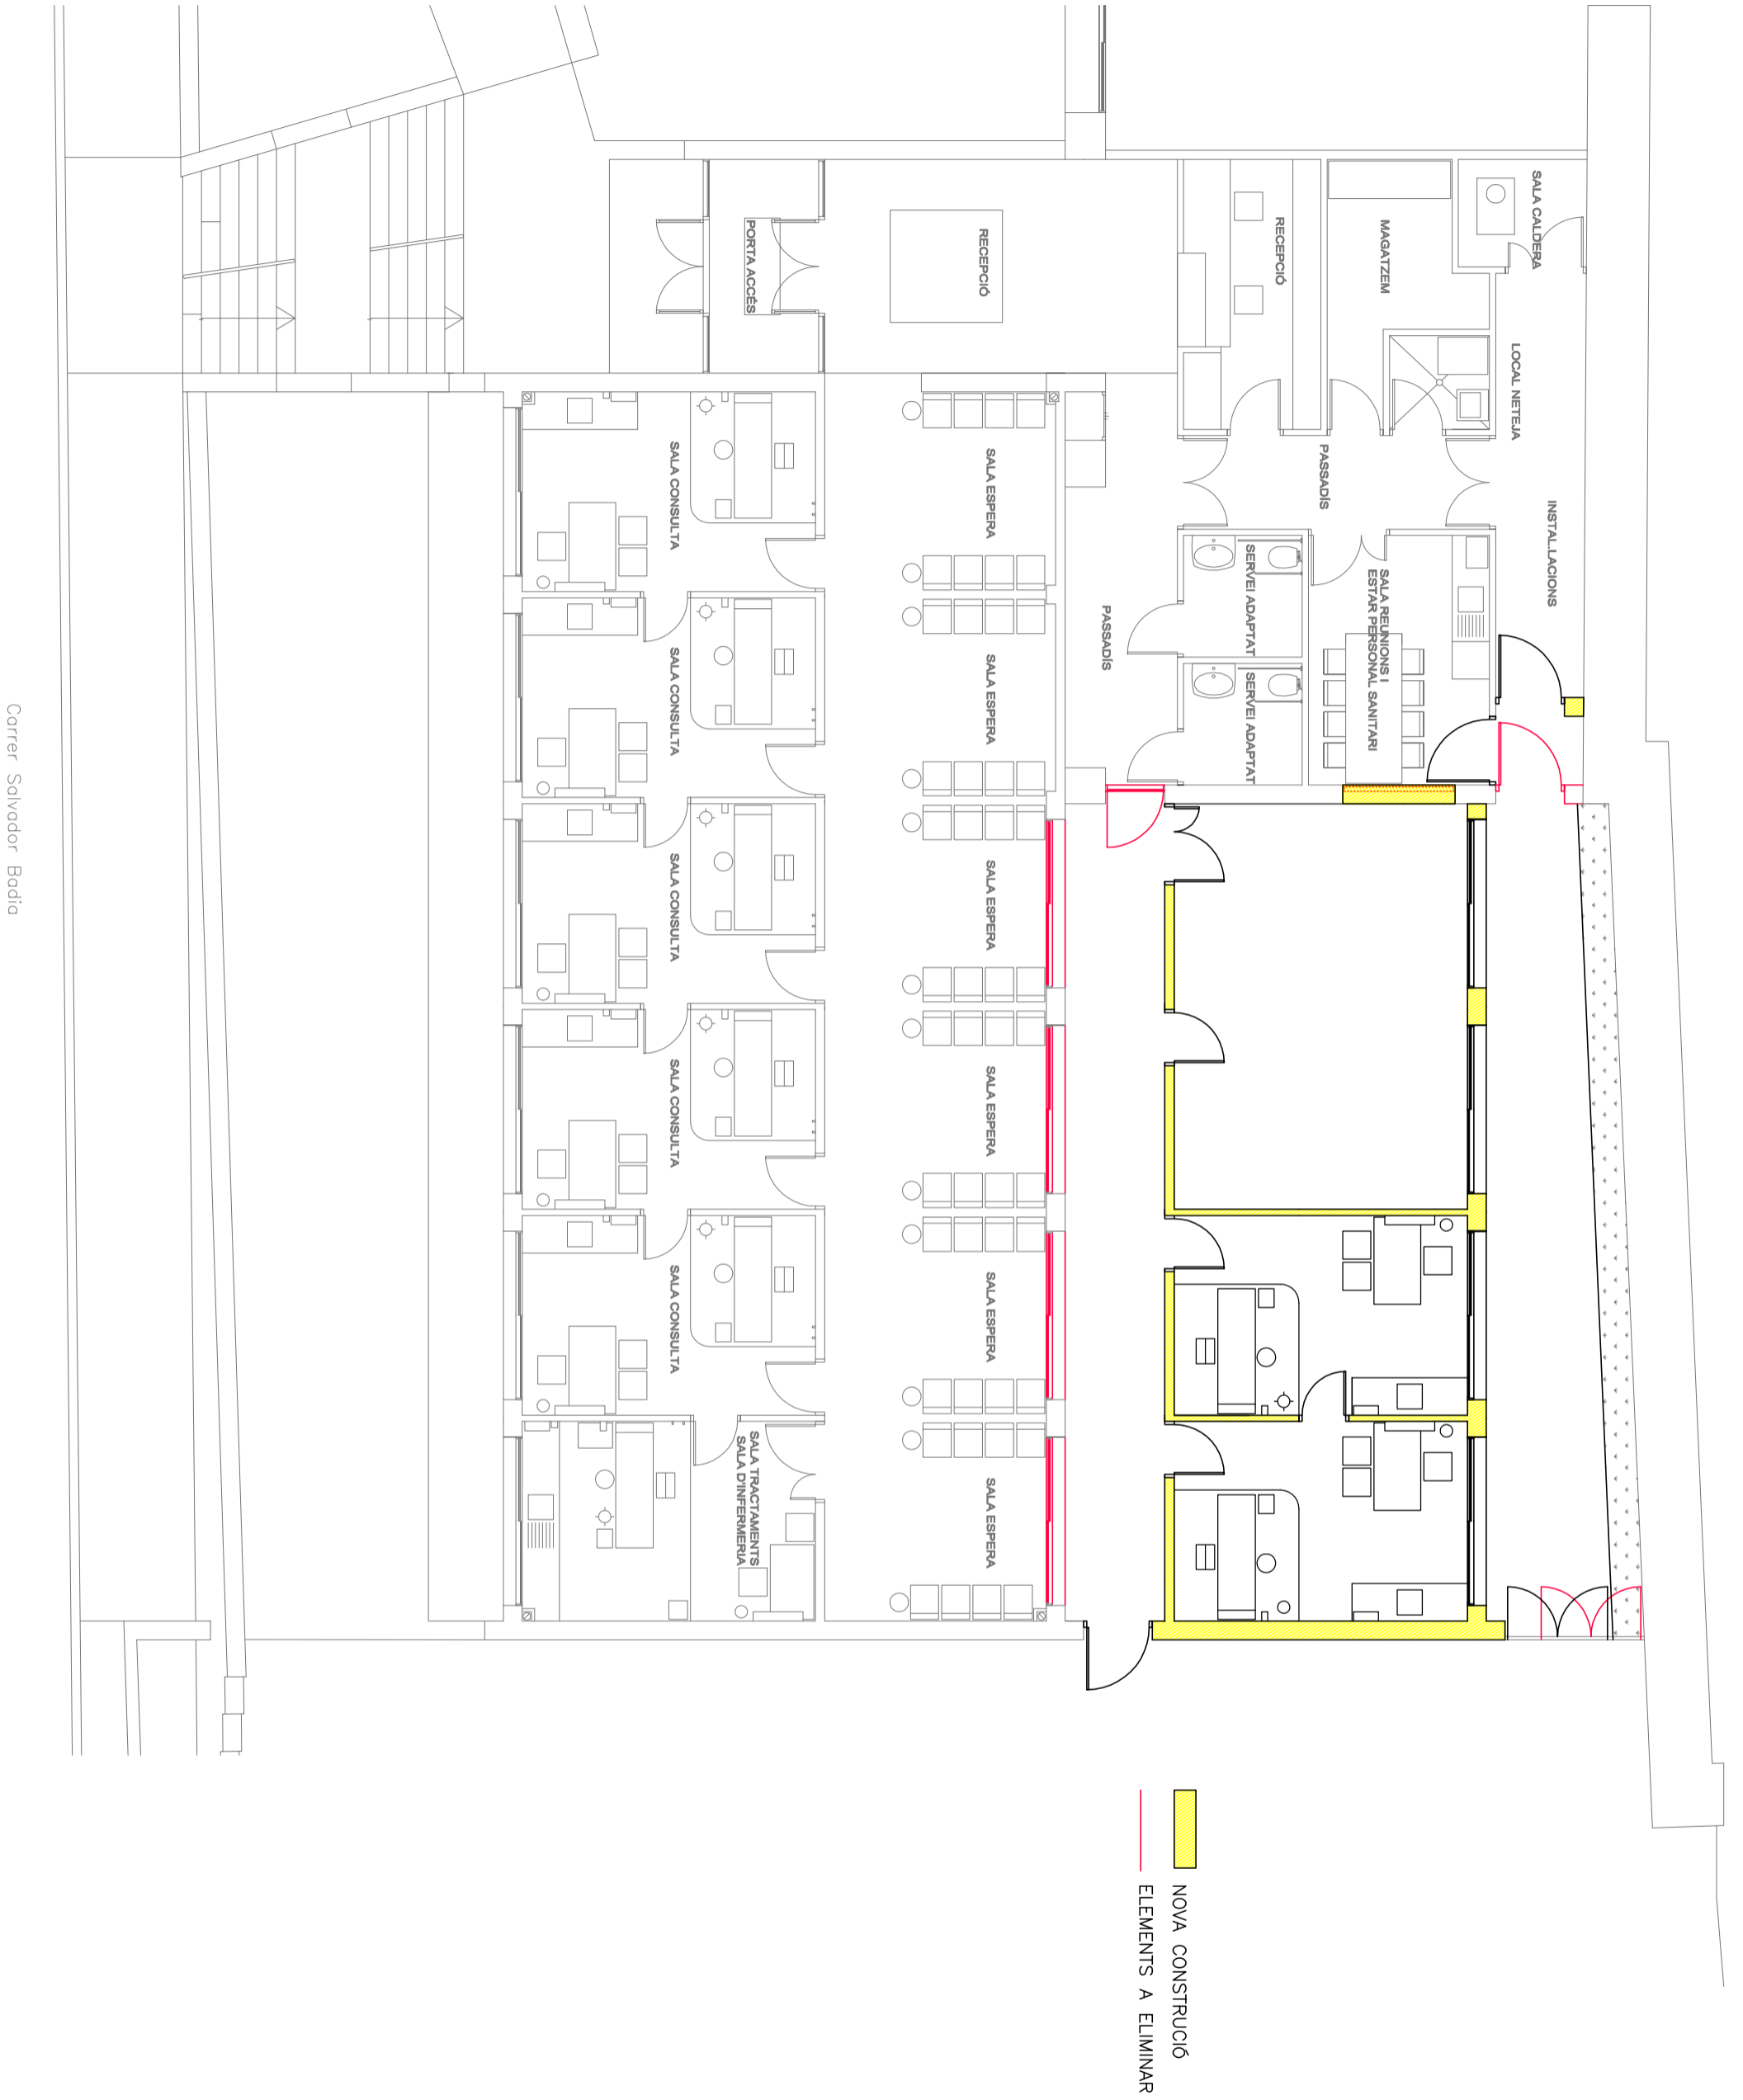 SALA CALDERA
INSTAL.LACIONS
LOCAL NETEJA
MAGATZEM
SALA REUNIONS I
ESTAR PERSONAL SANITARI
PASSADÍS
RECEPCIÓ
SERVEI ADAPTAT
SERVEI ADAPTAT
NOVA CONSTRUCIÓ
ELEMENTS A ELIMINAR
PASSADÍS
RECEPCIÓ
SALA ESPERA
SALA ESPERA
SALA ESPERA
SALA ESPERA
SALA ESPERA
SALA ESPERA
PORTA ACCÉS
SALA TRACTAMENTS
SALA D'INFERMERIA
SALA CONSULTA
SALA CONSULTA
SALA CONSULTA
SALA CONSULTA
SALA CONSULTA
Carrer Salvador Badia